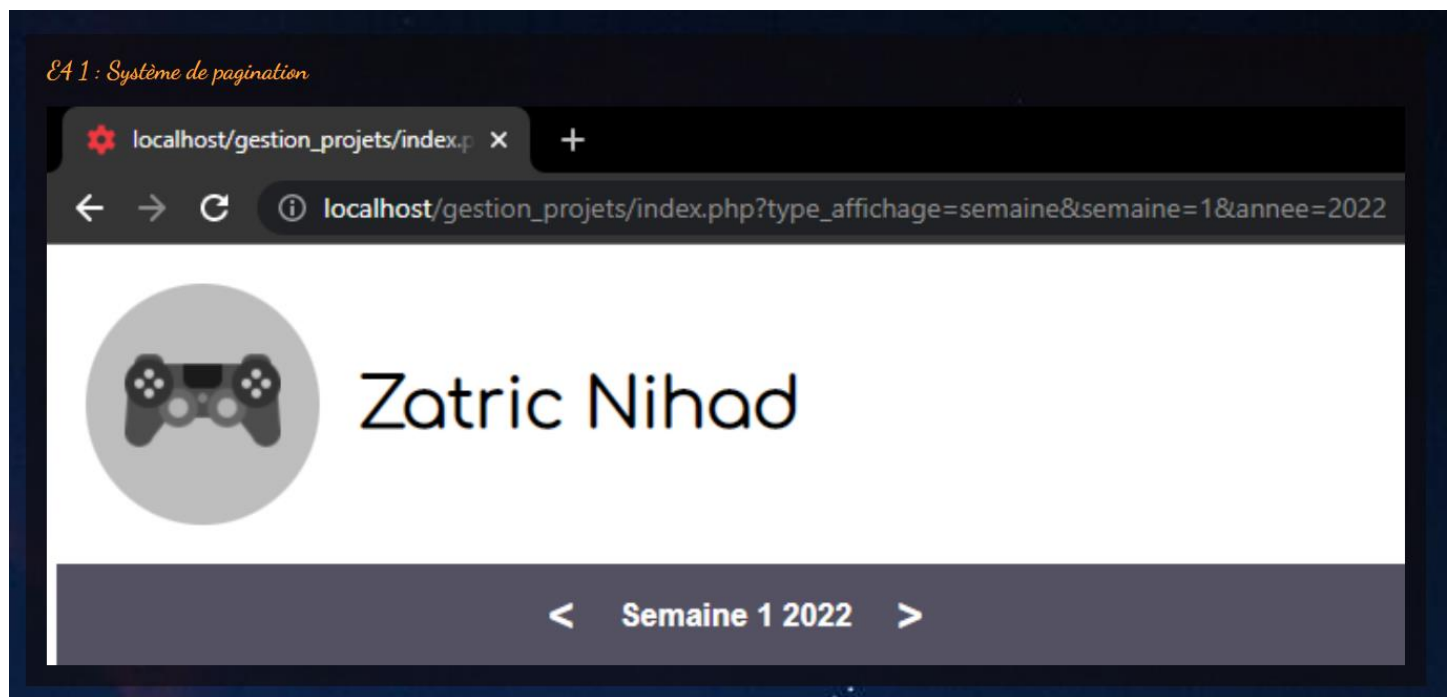 E4 1 : Système de pagination
localhost/gestion_projets/index.p
localhost/gestion_projets/index.php?type_affichage=semaine&semaine=1&annee=2022
Zatric Nihad
< Semaine 1 2022 >